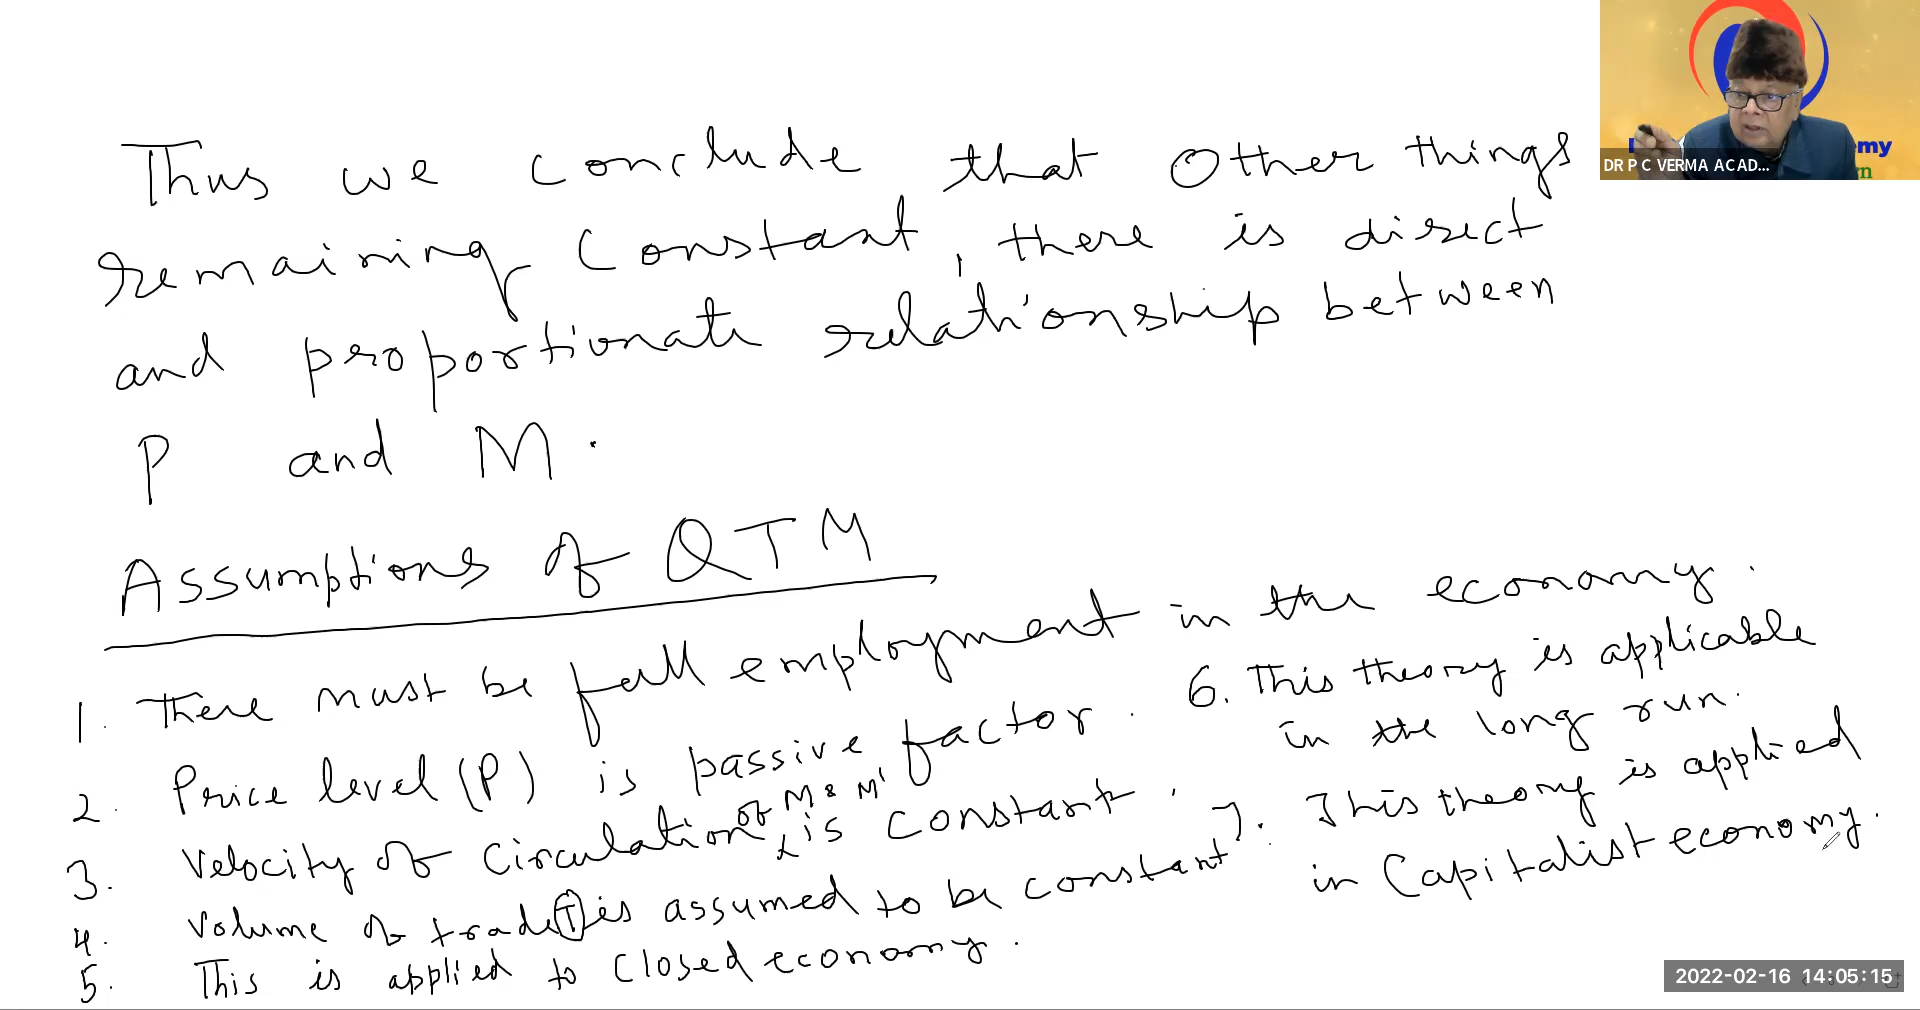 Thus we conclude that Other things
remaining Constant, there is direct
and proportionate relationship between
P and M.
Assumptions of QTM
1. There must be full employment in the economy.
2. Price level (P) is passive factor.
3. Velocity of Circulation of M & M' is constant.
4. Volume of trade (T) is assumed to be constant
5. This is applied to Closed economy.
6. This theory is applicable
in the long run.
7. This theory is applied
in Capitalist economy.
DR P C VERMA ACAD...
my
2022-02-16 14:05:15